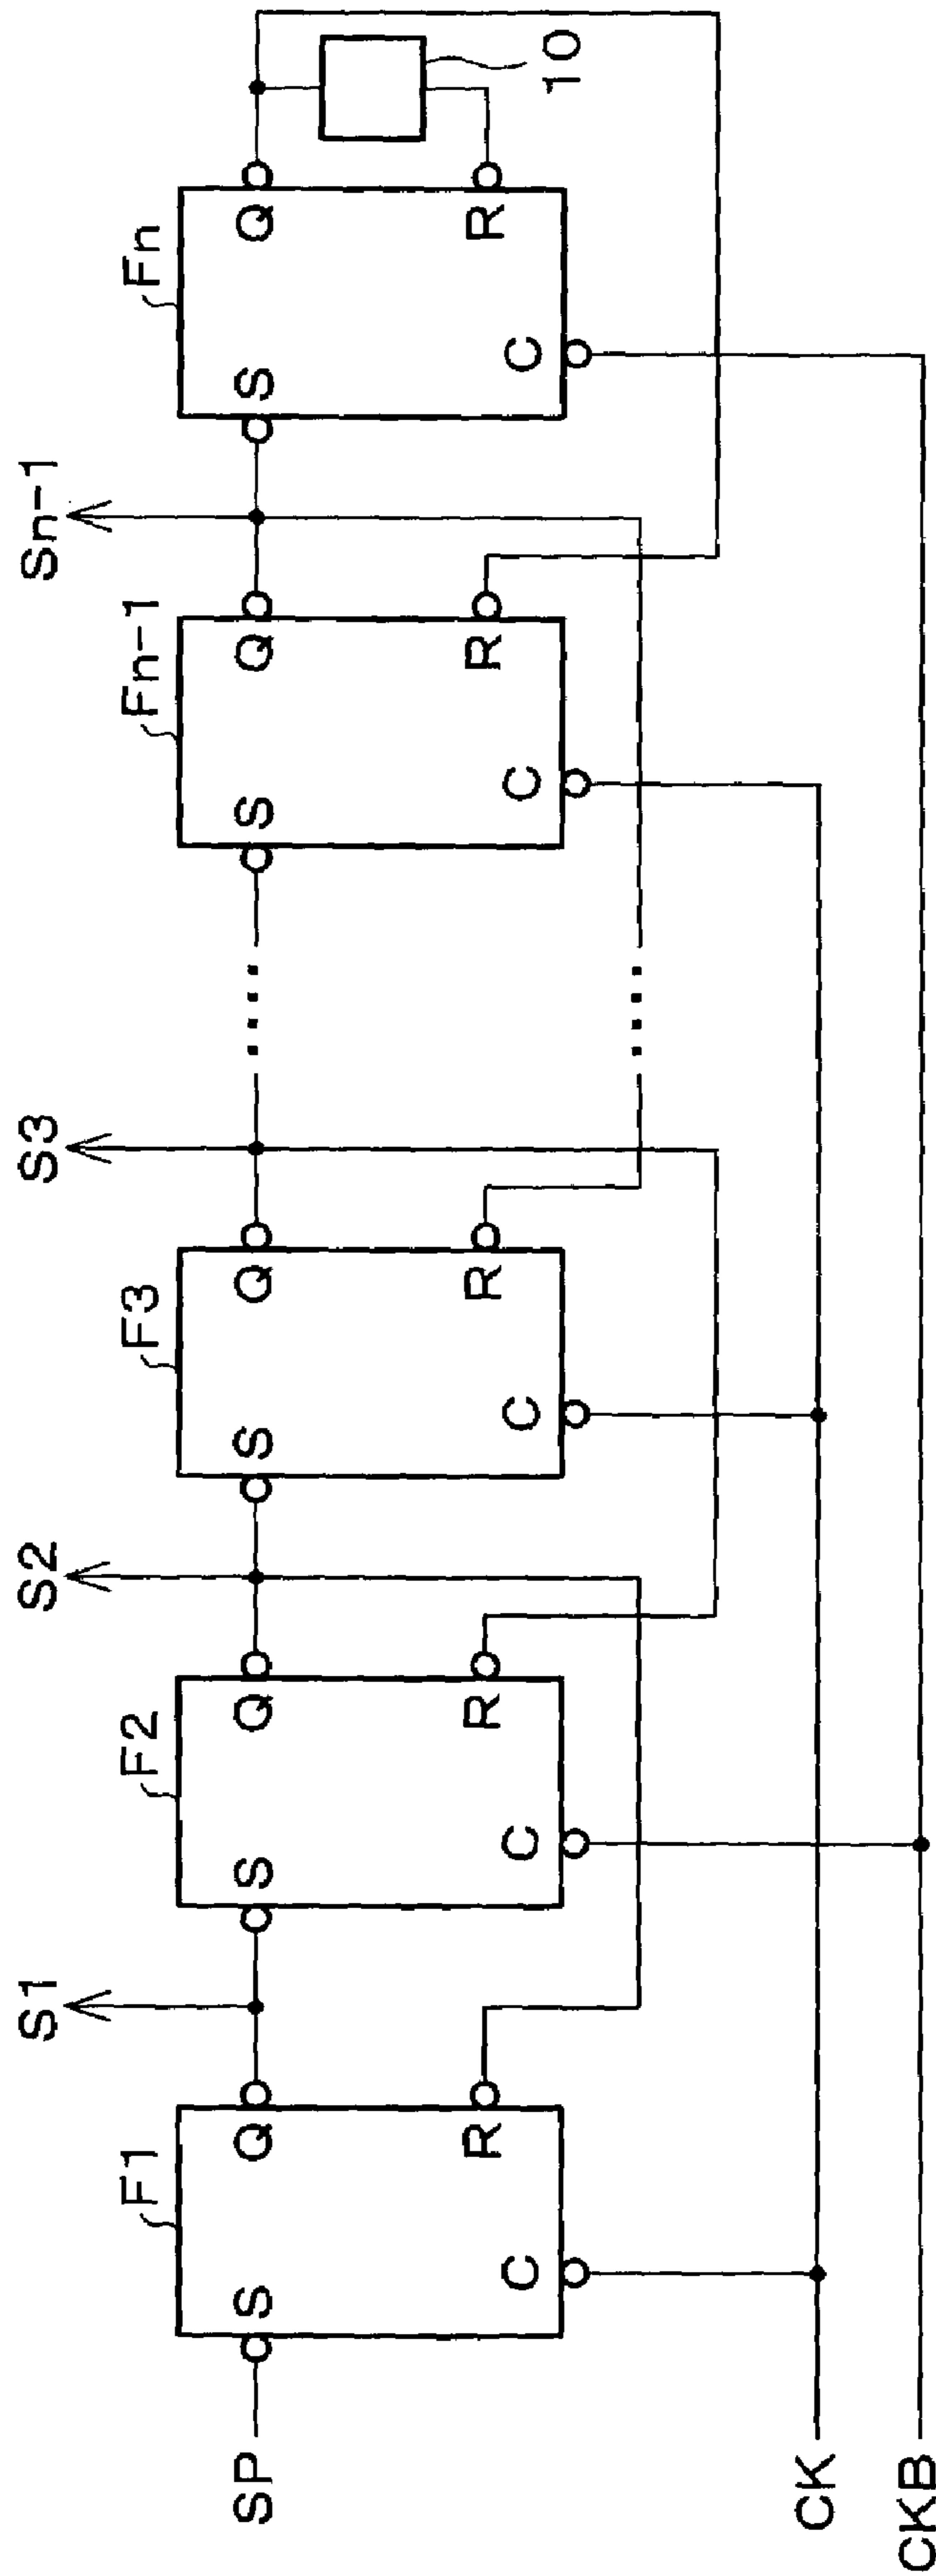 S1 S2 S3 Sn-1
F1 F2 F3 Fn-1 Fn
S Q S Q S Q S Q S Q
10
C R C R C R C R C R
SP
CK
CKB